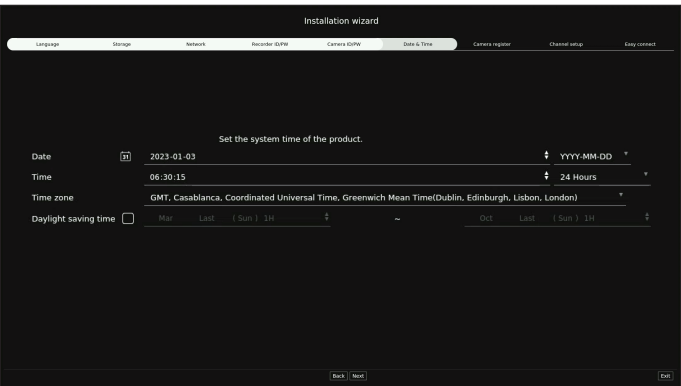 Installation wizard
Language Storage Network Recorder ID/PW Camera ID/PW Date & Time Camera register Channel setup Easy connect
Set the system time of the product.
Date 31 2023-01-03 YYYY-MM-DD
Time 06:30:15 24 Hours
Time zone GMT, Casablanca, Coordinated Universal Time, Greenwich Mean Time(Dublin, Edinburgh, Lisbon, London)
Daylight saving time Mar Last ( Sun ) 1H ~ Oct Last ( Sun ) 1H
Back Next Exit